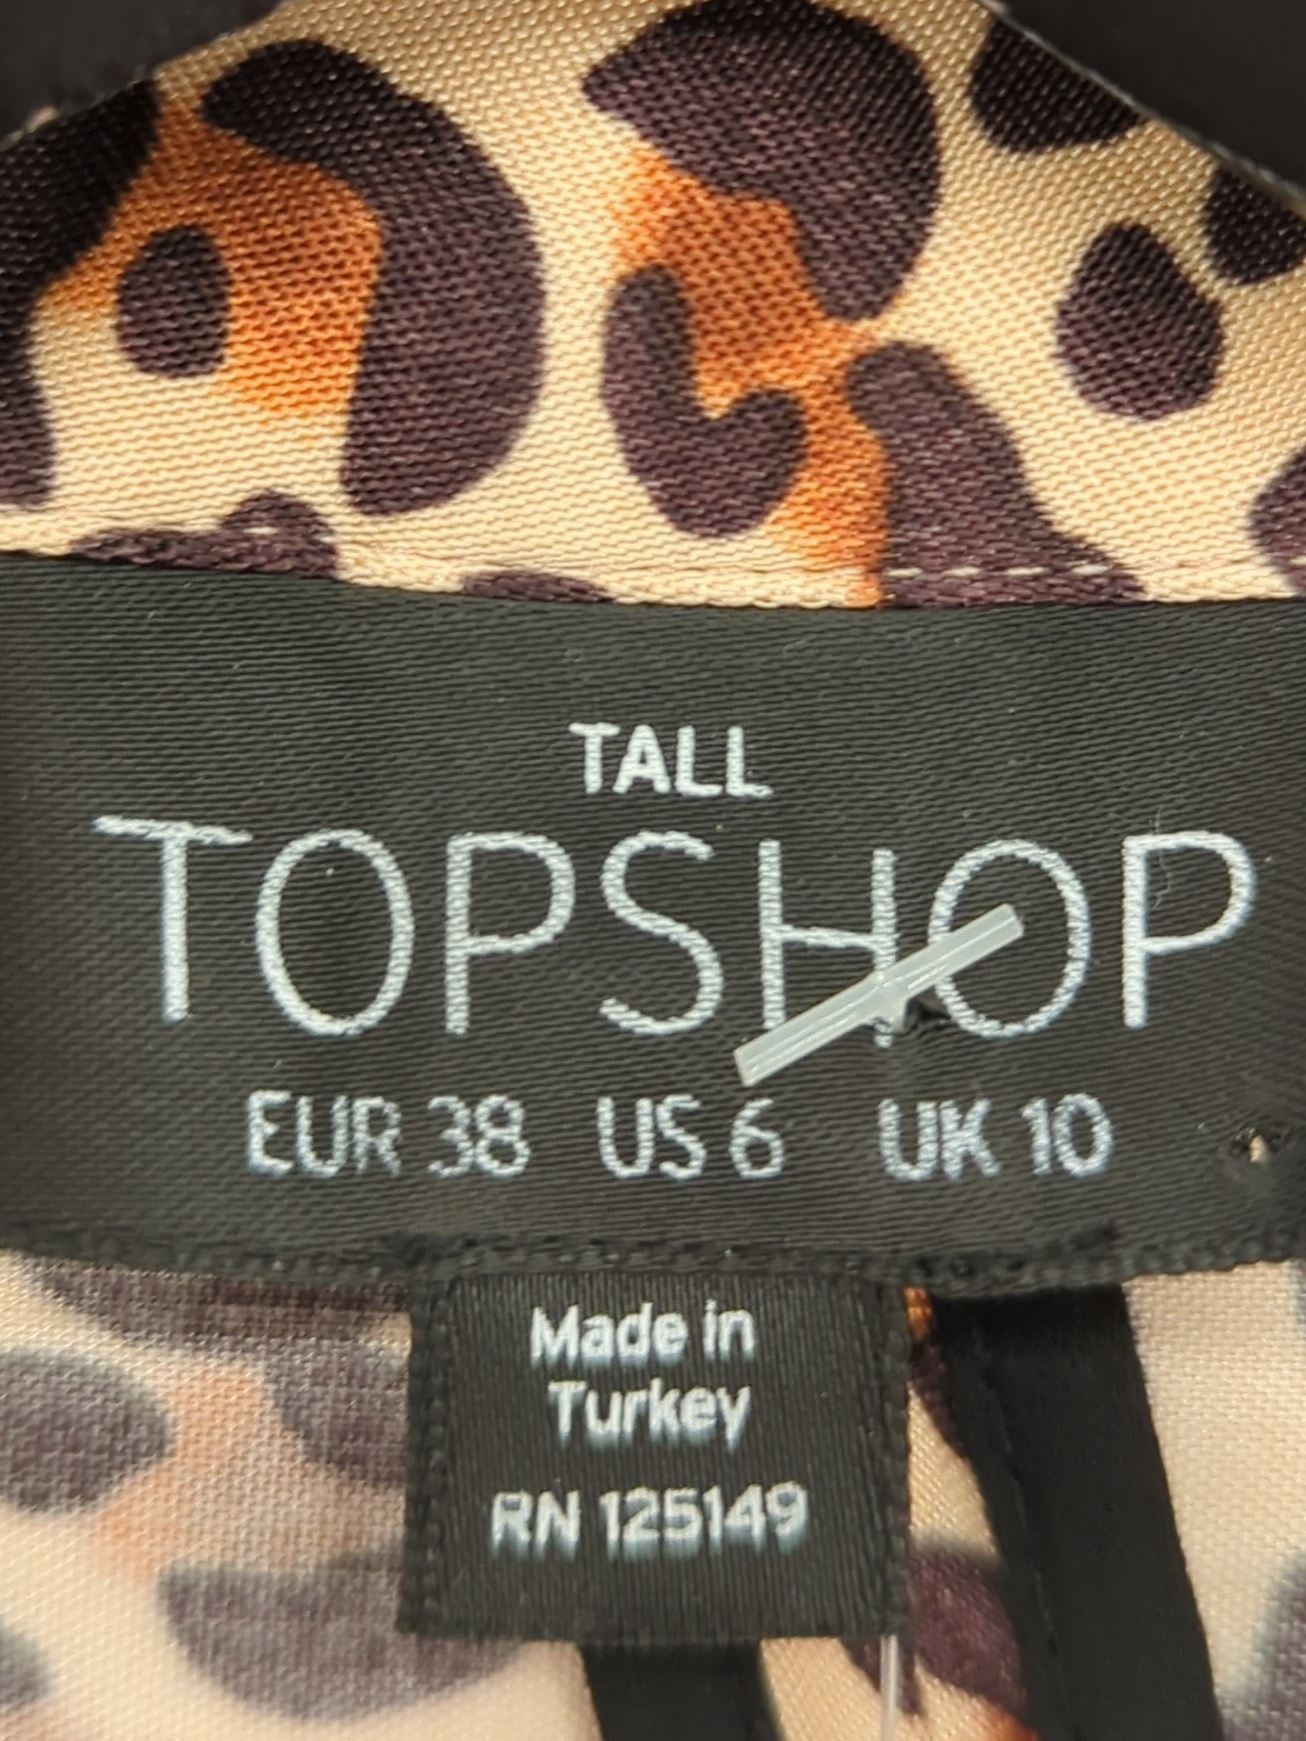 TALL
TOPSHOP
EUR 38 US 6 UK 10
Made in
Turkey
RN 125149